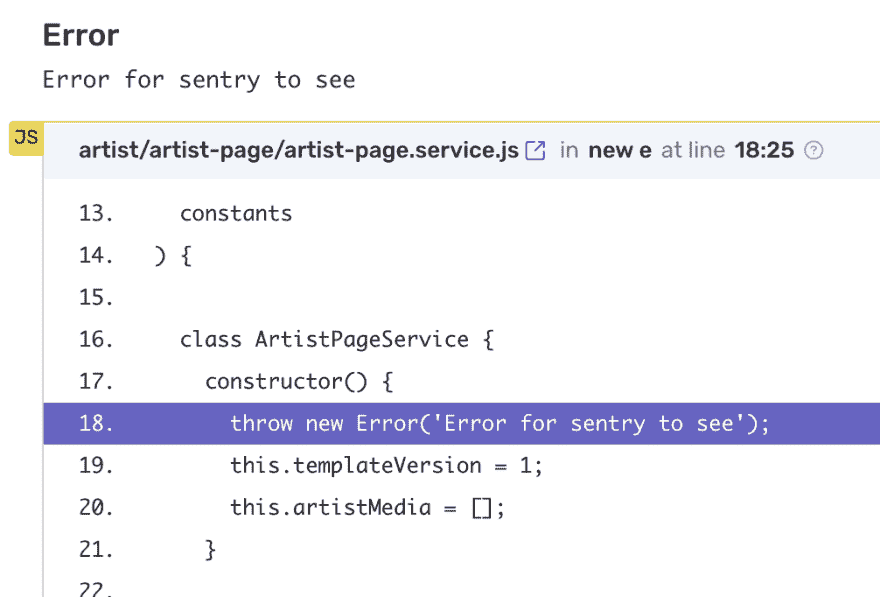 Error
Error for sentry to see
JS artist/artist-page/artist-page.service.js in new e at line 18:25 ?
13. constants
14. ) {
15.
16. class ArtistPageService {
17. constructor() {
18. throw new Error('Error for sentry to see');
19. this.templateVersion = 1;
20. this.artistMedia = [];
21. }
22.